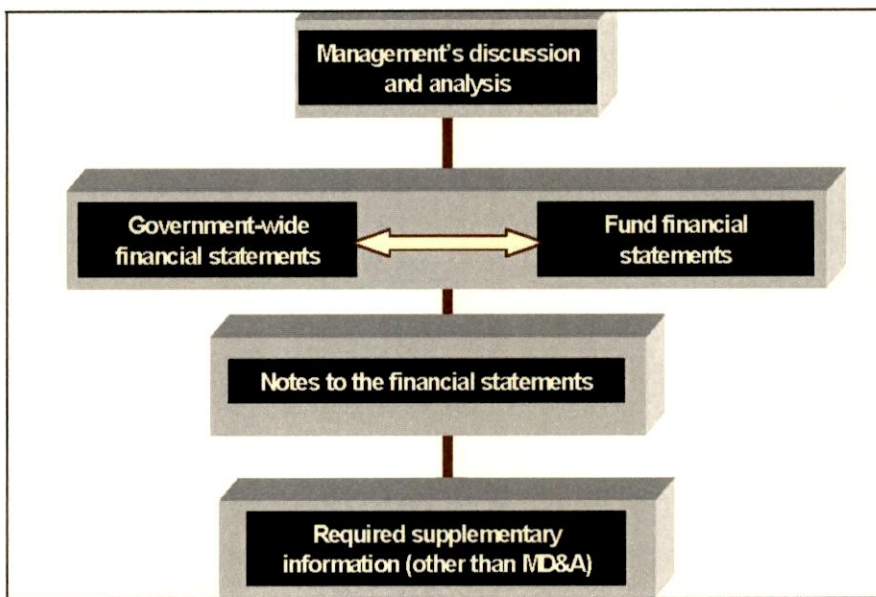 Management's discussion
and analysis
Government-wide
financial statements
Fund financial
statements
Notes to the financial statements
Required supplementary
information (other than MD&A)